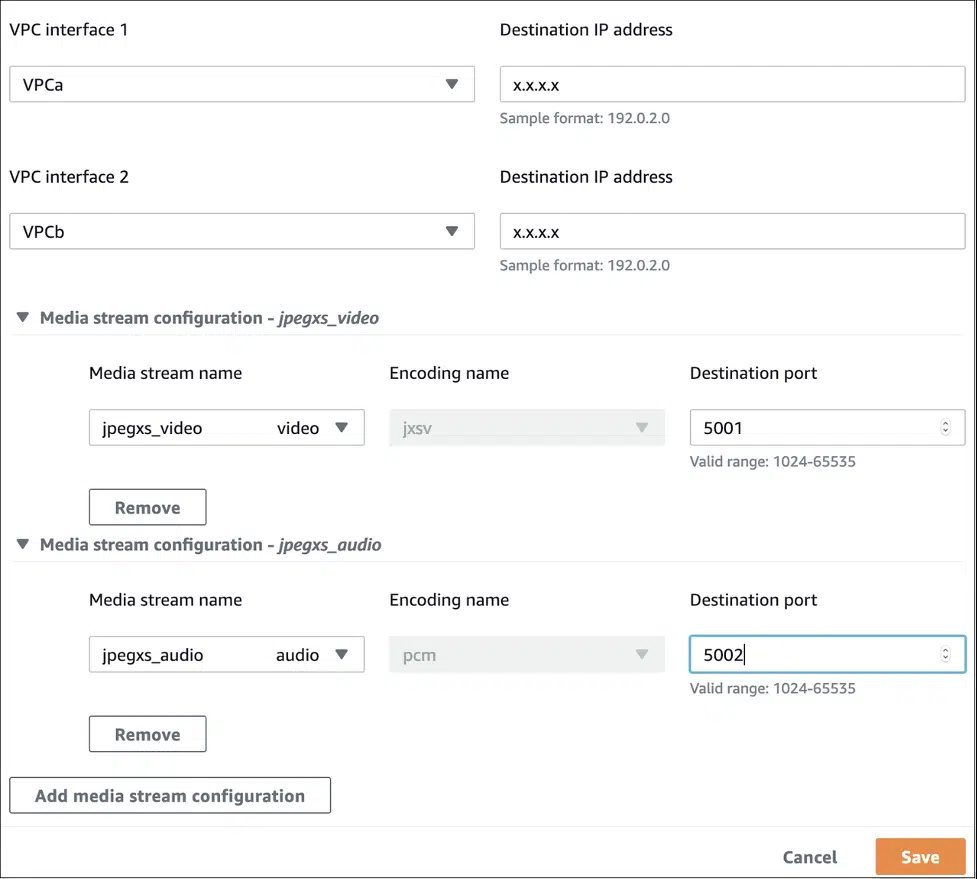 VPC interface 1
Destination IP address
VPCa
x.x.x.x
Sample format: 192.0.2.0
VPC interface 2
Destination IP address
VPCb
x.x.x.x
Sample format: 192.0.2.0
Media stream configuration - jpegxs_video
Media stream name
Encoding name
Destination port
jpegxs_video video
jxsv
5001
Valid range: 1024-65535
Remove
Media stream configuration - jpegxs_audio
Media stream name
Encoding name
Destination port
jpegxs_audio audio
pcm
5002
Valid range: 1024-65535
Remove
Add media stream configuration
Cancel
Save